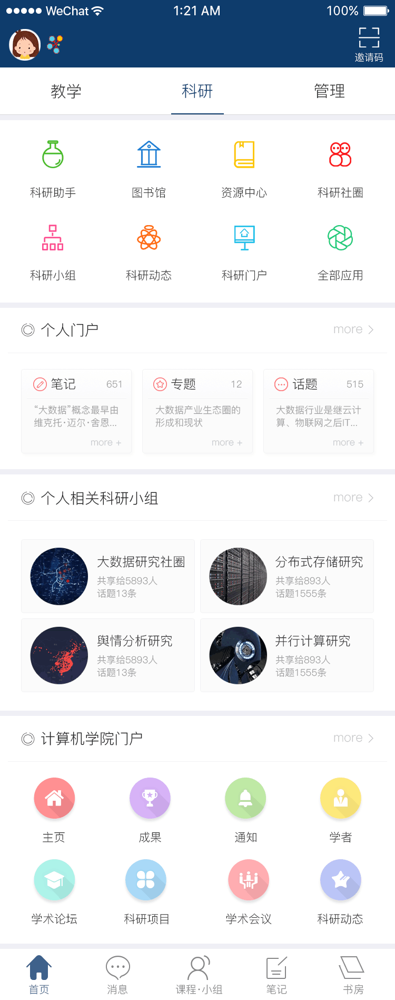 WeChat
1:21 AM
100%
邀请码
教学
科研
管理
科研助手
图书馆
资源中心
科研社圈
科研小组
科研动态
科研门户
全部应用
个人门户
more
笔记
651
“大数据”概念最早由
维克托·迈尔·舍恩...
more +
专题
12
大数据产业生态圈的
形成和现状
more +
话题
515
大数据行业是继云计
算、物联网之后IT...
more +
个人相关科研小组
more
大数据研究社圈
共享给5893人
话题13条
分布式存储研究
共享给893人
话题1555条
舆情分析研究
共享给5893人
话题13条
并行计算研究
共享给893人
话题1555条
计算机学院门户
more
主页
成果
通知
学者
学术论坛
科研项目
学术会议
科研动态
首页
消息
课程·小组
笔记
书房